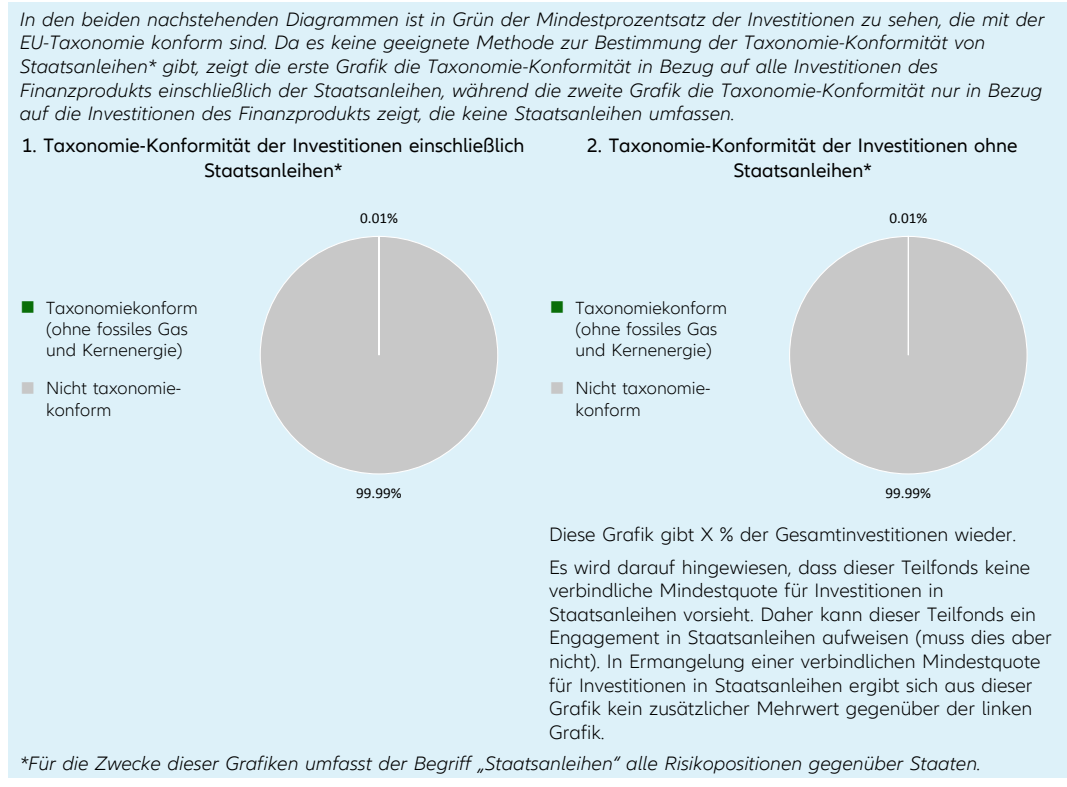 In den beiden nachstehenden Diagrammen ist in Grün der Mindestprozentsatz der Investitionen zu sehen, die mit der
EU-Taxonomie konform sind. Da es keine geeignete Methode zur Bestimmung der Taxonomie-Konformität von
Staatsanleihen* gibt, zeigt die erste Grafik die Taxonomie-Konformität in Bezug auf alle Investitionen des
Finanzprodukts einschließlich der Staatsanleihen, während die zweite Grafik die Taxonomie-Konformität nur in Bezug
auf die Investitionen des Finanzprodukts zeigt, die keine Staatsanleihen umfassen.
1. Taxonomie-Konformität der Investitionen einschließlich
Staatsanleihen*
0.01%
Taxonomiekonform
(ohne fossiles Gas
und Kernenergie)
Nicht taxonomie-
konform
99.99%
2. Taxonomie-Konformität der Investitionen ohne
Staatsanleihen*
0.01%
Taxonomiekonform
(ohne fossiles Gas
und Kernenergie)
Nicht taxonomie-
konform
99.99%
Diese Grafik gibt X % der Gesamtinvestitionen wieder.
Es wird darauf hingewiesen, dass dieser Teilfonds keine
verbindliche Mindestquote für Investitionen in
Staatsanleihen vorsieht. Daher kann dieser Teilfonds ein
Engagement in Staatsanleihen aufweisen (muss dies aber
nicht). In Ermangelung einer verbindlichen Mindestquote
für Investitionen in Staatsanleihen ergibt sich aus dieser
Grafik kein zusätzlicher Mehrwert gegenüber der linken
Grafik.
*Für die Zwecke dieser Grafiken umfasst der Begriff „Staatsanleihen“ alle Risikopositionen gegenüber Staaten.